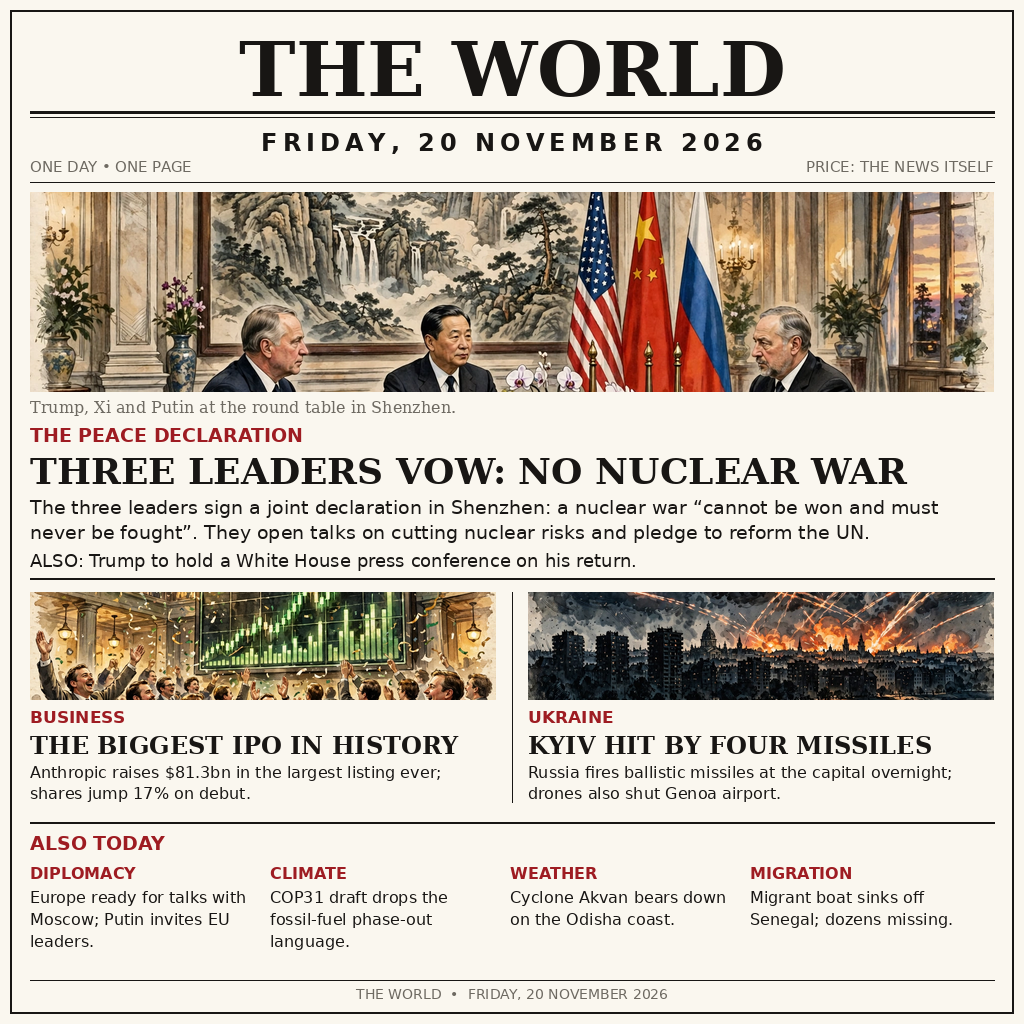 THE WORLD
FRIDAY, 20 NOVEMBER 2026
ONE DAY • ONE PAGE
PRICE: THE NEWS ITSELF
Trump, Xi and Putin at the round table in Shenzhen.
THE PEACE DECLARATION
THREE LEADERS VOW: NO NUCLEAR WAR
The three leaders sign a joint declaration in Shenzhen: a nuclear war “cannot be won and must
never be fought”. They open talks on cutting nuclear risks and pledge to reform the UN.
ALSO: Trump to hold a White House press conference on his return.
BUSINESS
THE BIGGEST IPO IN HISTORY
Anthropic raises $81.3bn in the largest listing ever;
shares jump 17% on debut.
UKRAINE
KYIV HIT BY FOUR MISSILES
Russia fires ballistic missiles at the capital overnight;
drones also shut Genoa airport.
ALSO TODAY
DIPLOMACY
Europe ready for talks with
Moscow; Putin invites EU
leaders.
CLIMATE
COP31 draft drops the
fossil-fuel phase-out
language.
WEATHER
Cyclone Akvan bears down
on the Odisha coast.
MIGRATION
Migrant boat sinks off
Senegal; dozens missing.
THE WORLD • FRIDAY, 20 NOVEMBER 2026